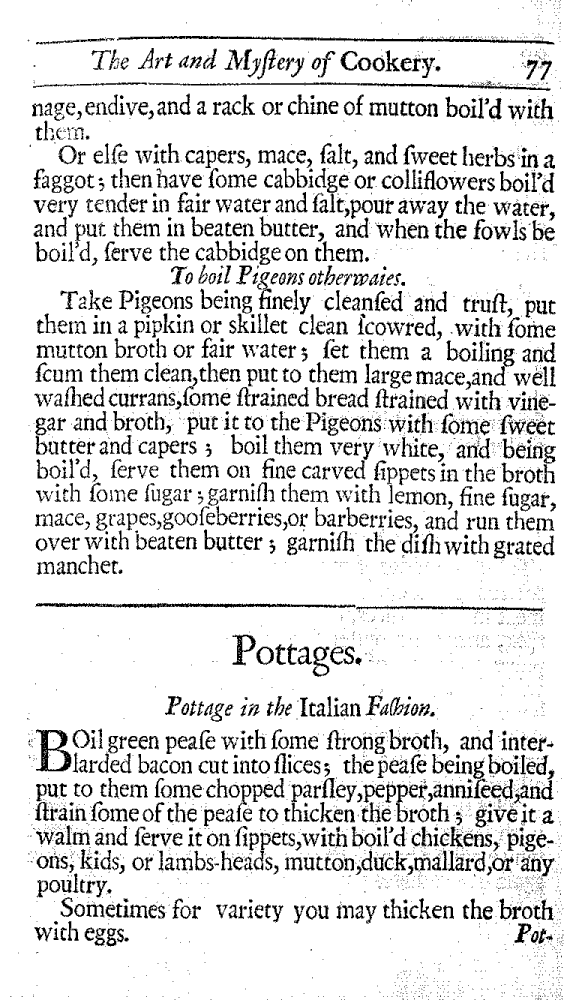 The Art and Myſtery of Cookery. 77
nage, endive, and a rack or chine of mutton boil'd with
them.
Or elſe with capers, mace, ſalt, and ſweet herbs in a
faggot; then have ſome cabbidge or colliflowers boil'd
very tender in fair water and ſalt, pour away the water,
and put them in beaten butter, and when the fowls be
boil'd, ſerve the cabbidge on them.
To boil Pigeons otherwaies.
Take Pigeons being finely cleanſed and truſt, put
them in a pipkin or skillet clean ſcowred, with ſome
mutton broth or fair water; ſet them a boiling and
ſcum them clean, then put to them large mace, and well
waſhed currans, ſome ſtrained bread ſtrained with vine-
gar and broth, put it to the Pigeons with ſome ſweet
butter and capers; boil them very white, and being
boil'd, ſerve them on fine carved ſippets in the broth
with ſome ſugar; garniſh them with lemon, fine ſugar,
mace, grapes, gooſeberries, or barberries, and run them
over with beaten butter; garniſh the diſh with grated
manchet.
Pottages.
Pottage in the Italian Faſhion.
BOil green peaſe with ſome ſtrong broth, and inter-
larded bacon cut into ſlices; the peaſe being boiled,
put to them ſome chopped parſley, pepper, anniſeed, and
ſtrain ſome of the peaſe to thicken the broth; give it a
walm and ſerve it on ſippets, with boil'd chickens, pige-
ons, kids, or lambs-heads, mutton, duck, mallard, or any
poultry.
Sometimes for variety you may thicken the broth
with eggs. Pot-